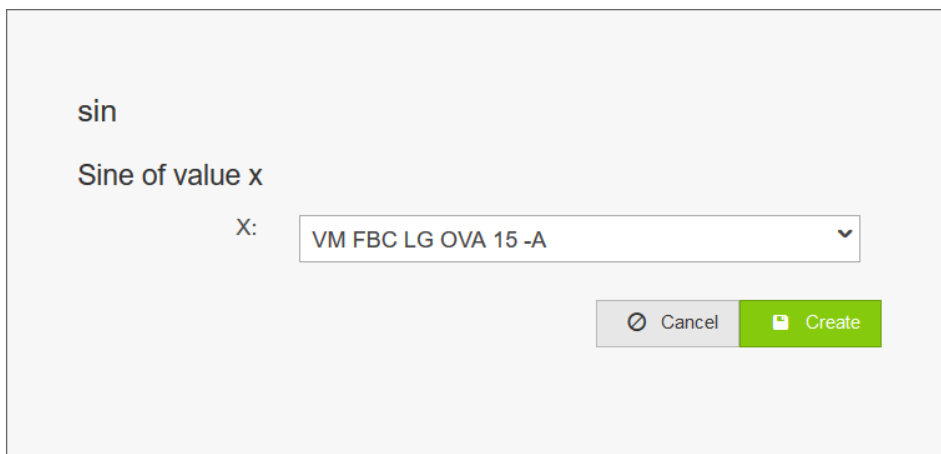 sin
Sine of value x
X:
VM FBC LG OVA 15 -A
Cancel
Create